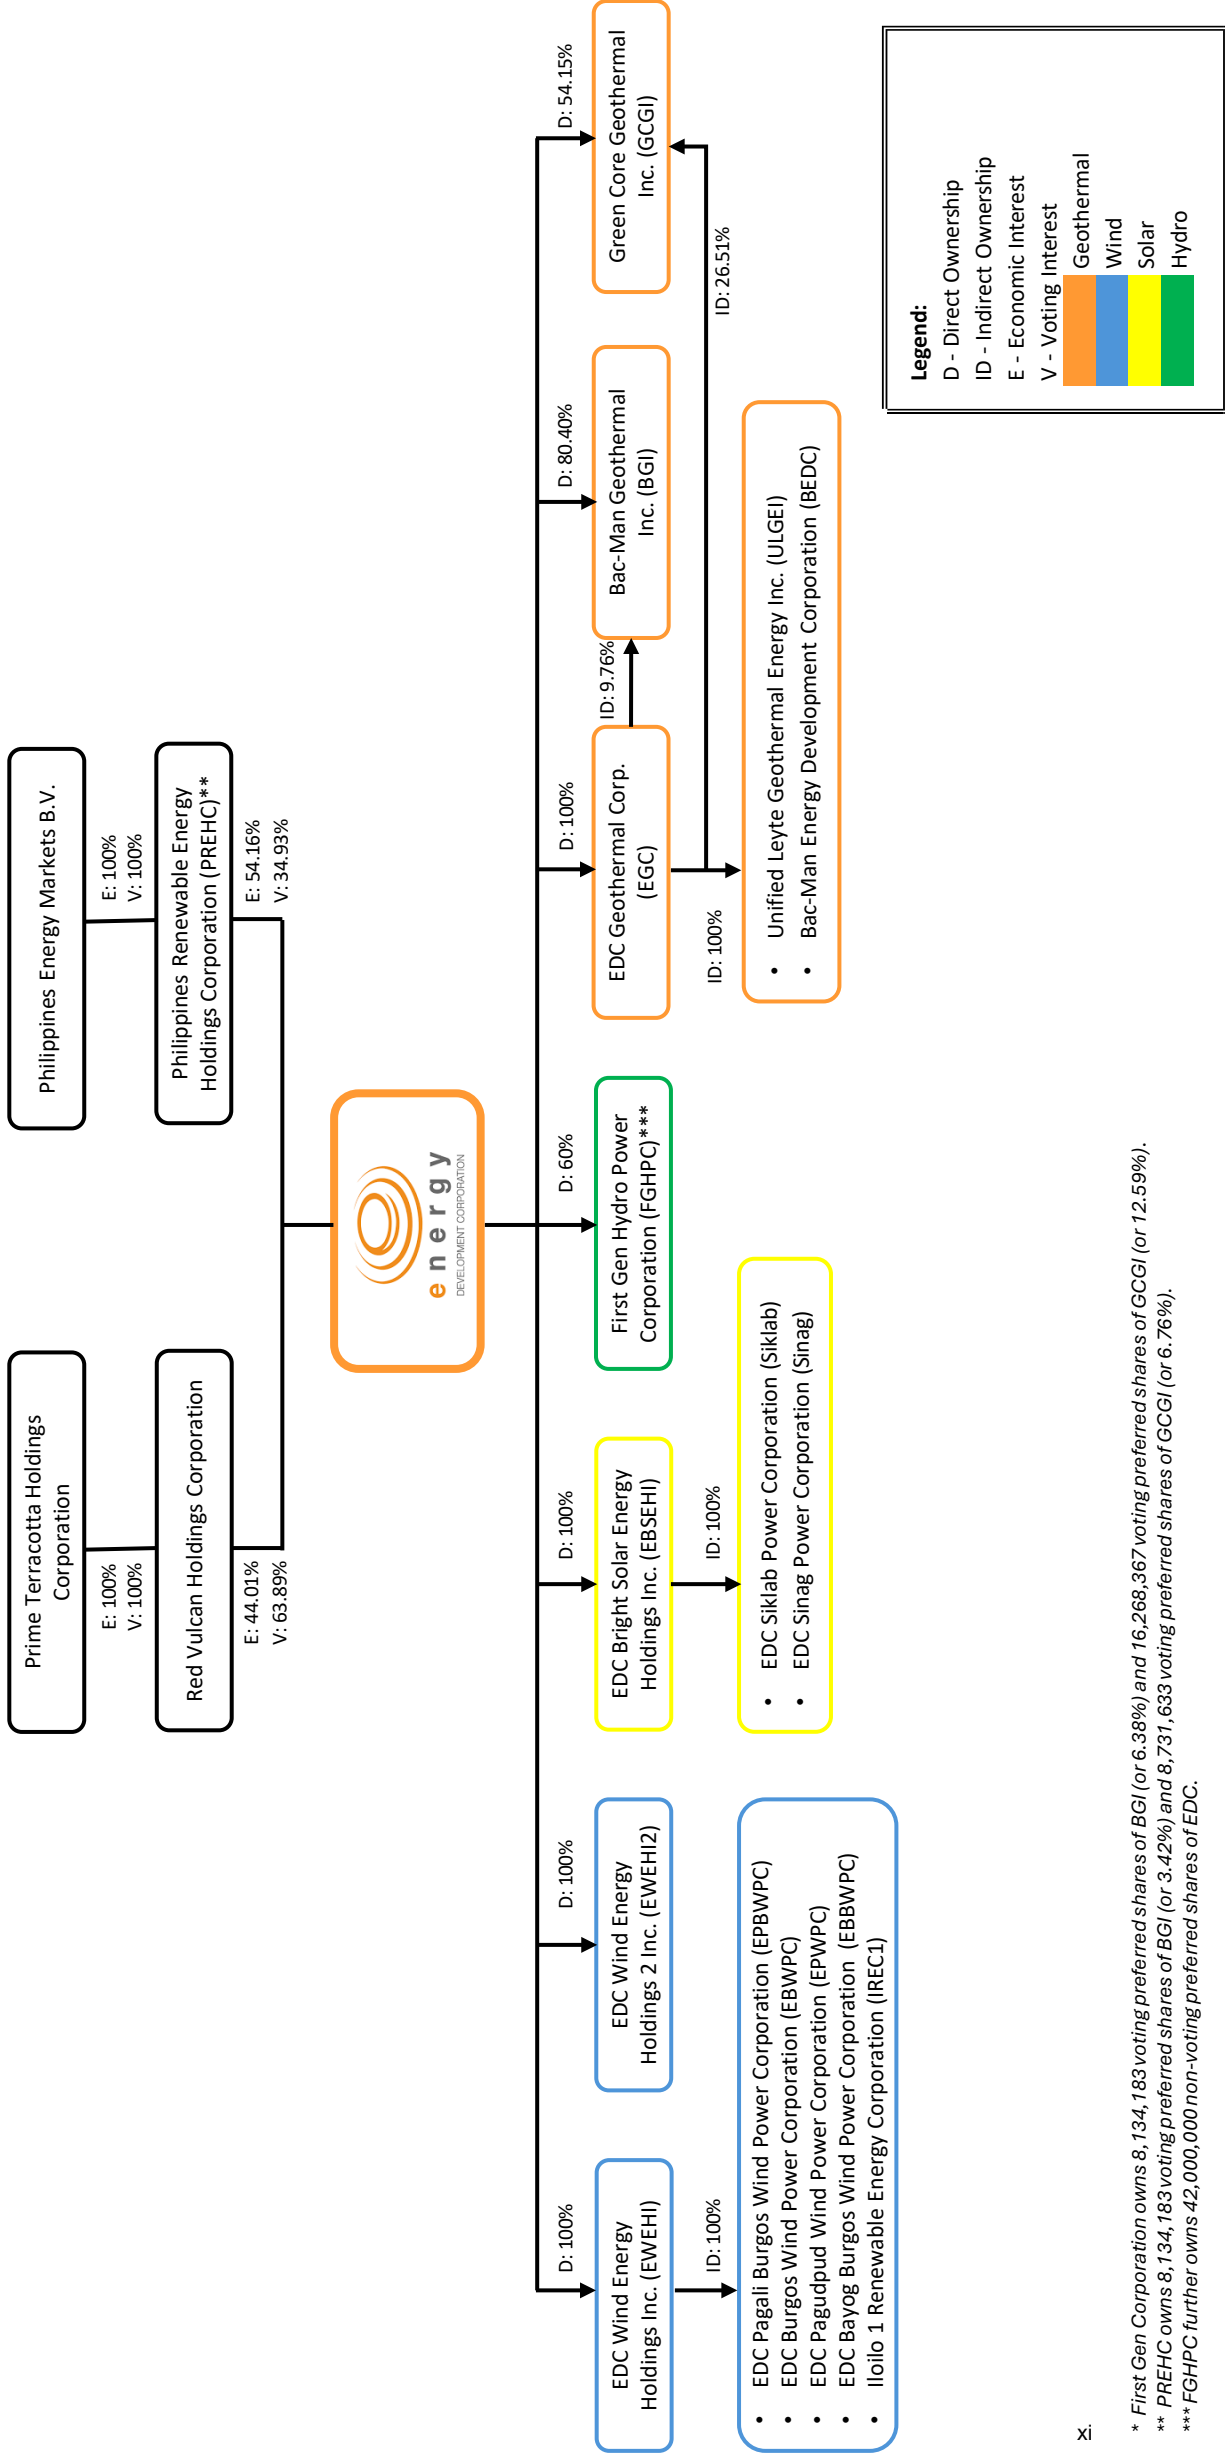 Prime Terracotta Holdings
Corporation
E: 100%
V: 100%
Red Vulcan Holdings Corporation
E: 44.01%
V: 63.89%
Philippines Energy Markets B.V.
E: 100%
V: 100%
Philippines Renewable Energy
Holdings Corporation (PREHC)**
E: 54.16%
V: 34.93%
energy
DEVELOPMENT CORPORATION
D: 100%
EDC Wind Energy
Holdings Inc. (EWEHI)
ID: 100%
• EDC Pagali Burgos Wind Power Corporation (EPBWPC)
• EDC Burgos Wind Power Corporation (EBWPC)
• EDC Pagudpud Wind Power Corporation (EPWPC)
• EDC Bayog Burgos Wind Power Corporation (EBBWPC)
• Iloilo 1 Renewable Energy Corporation (IREC1)
D: 100%
EDC Wind Energy
Holdings 2 Inc. (EWEHI2)
D: 100%
EDC Bright Solar Energy
Holdings Inc. (EBSEHI)
ID: 100%
• EDC Siklab Power Corporation (Siklab)
• EDC Sinag Power Corporation (Sinag)
D: 60%
First Gen Hydro Power
Corporation (FGHPC)***
D: 100%
EDC Geothermal Corp.
(EGC)
ID: 9.76%
ID: 100%
• Unified Leyte Geothermal Energy Inc. (ULGEI)
• Bac-Man Energy Development Corporation (BEDC)
D: 80.40%
Bac-Man Geothermal
Inc. (BGI)
D: 54.15%
Green Core Geothermal
Inc. (GCGI)
ID: 26.51%
Legend:
D - Direct Ownership
ID - Indirect Ownership
E - Economic Interest
V - Voting Interest
Geothermal
Wind
Solar
Hydro
xi
* First Gen Corporation owns 8,134,183 voting preferred shares of BGI (or 6.38%) and 16,268,367 voting preferred shares of GCGI (or 12.59%).
** PREHC owns 8,134,183 voting preferred shares of BGI (or 3.42%) and 8,731,633 voting preferred shares of GCGI (or 6.76%).
*** FGHPC further owns 42,000,000 non-voting preferred shares of EDC.